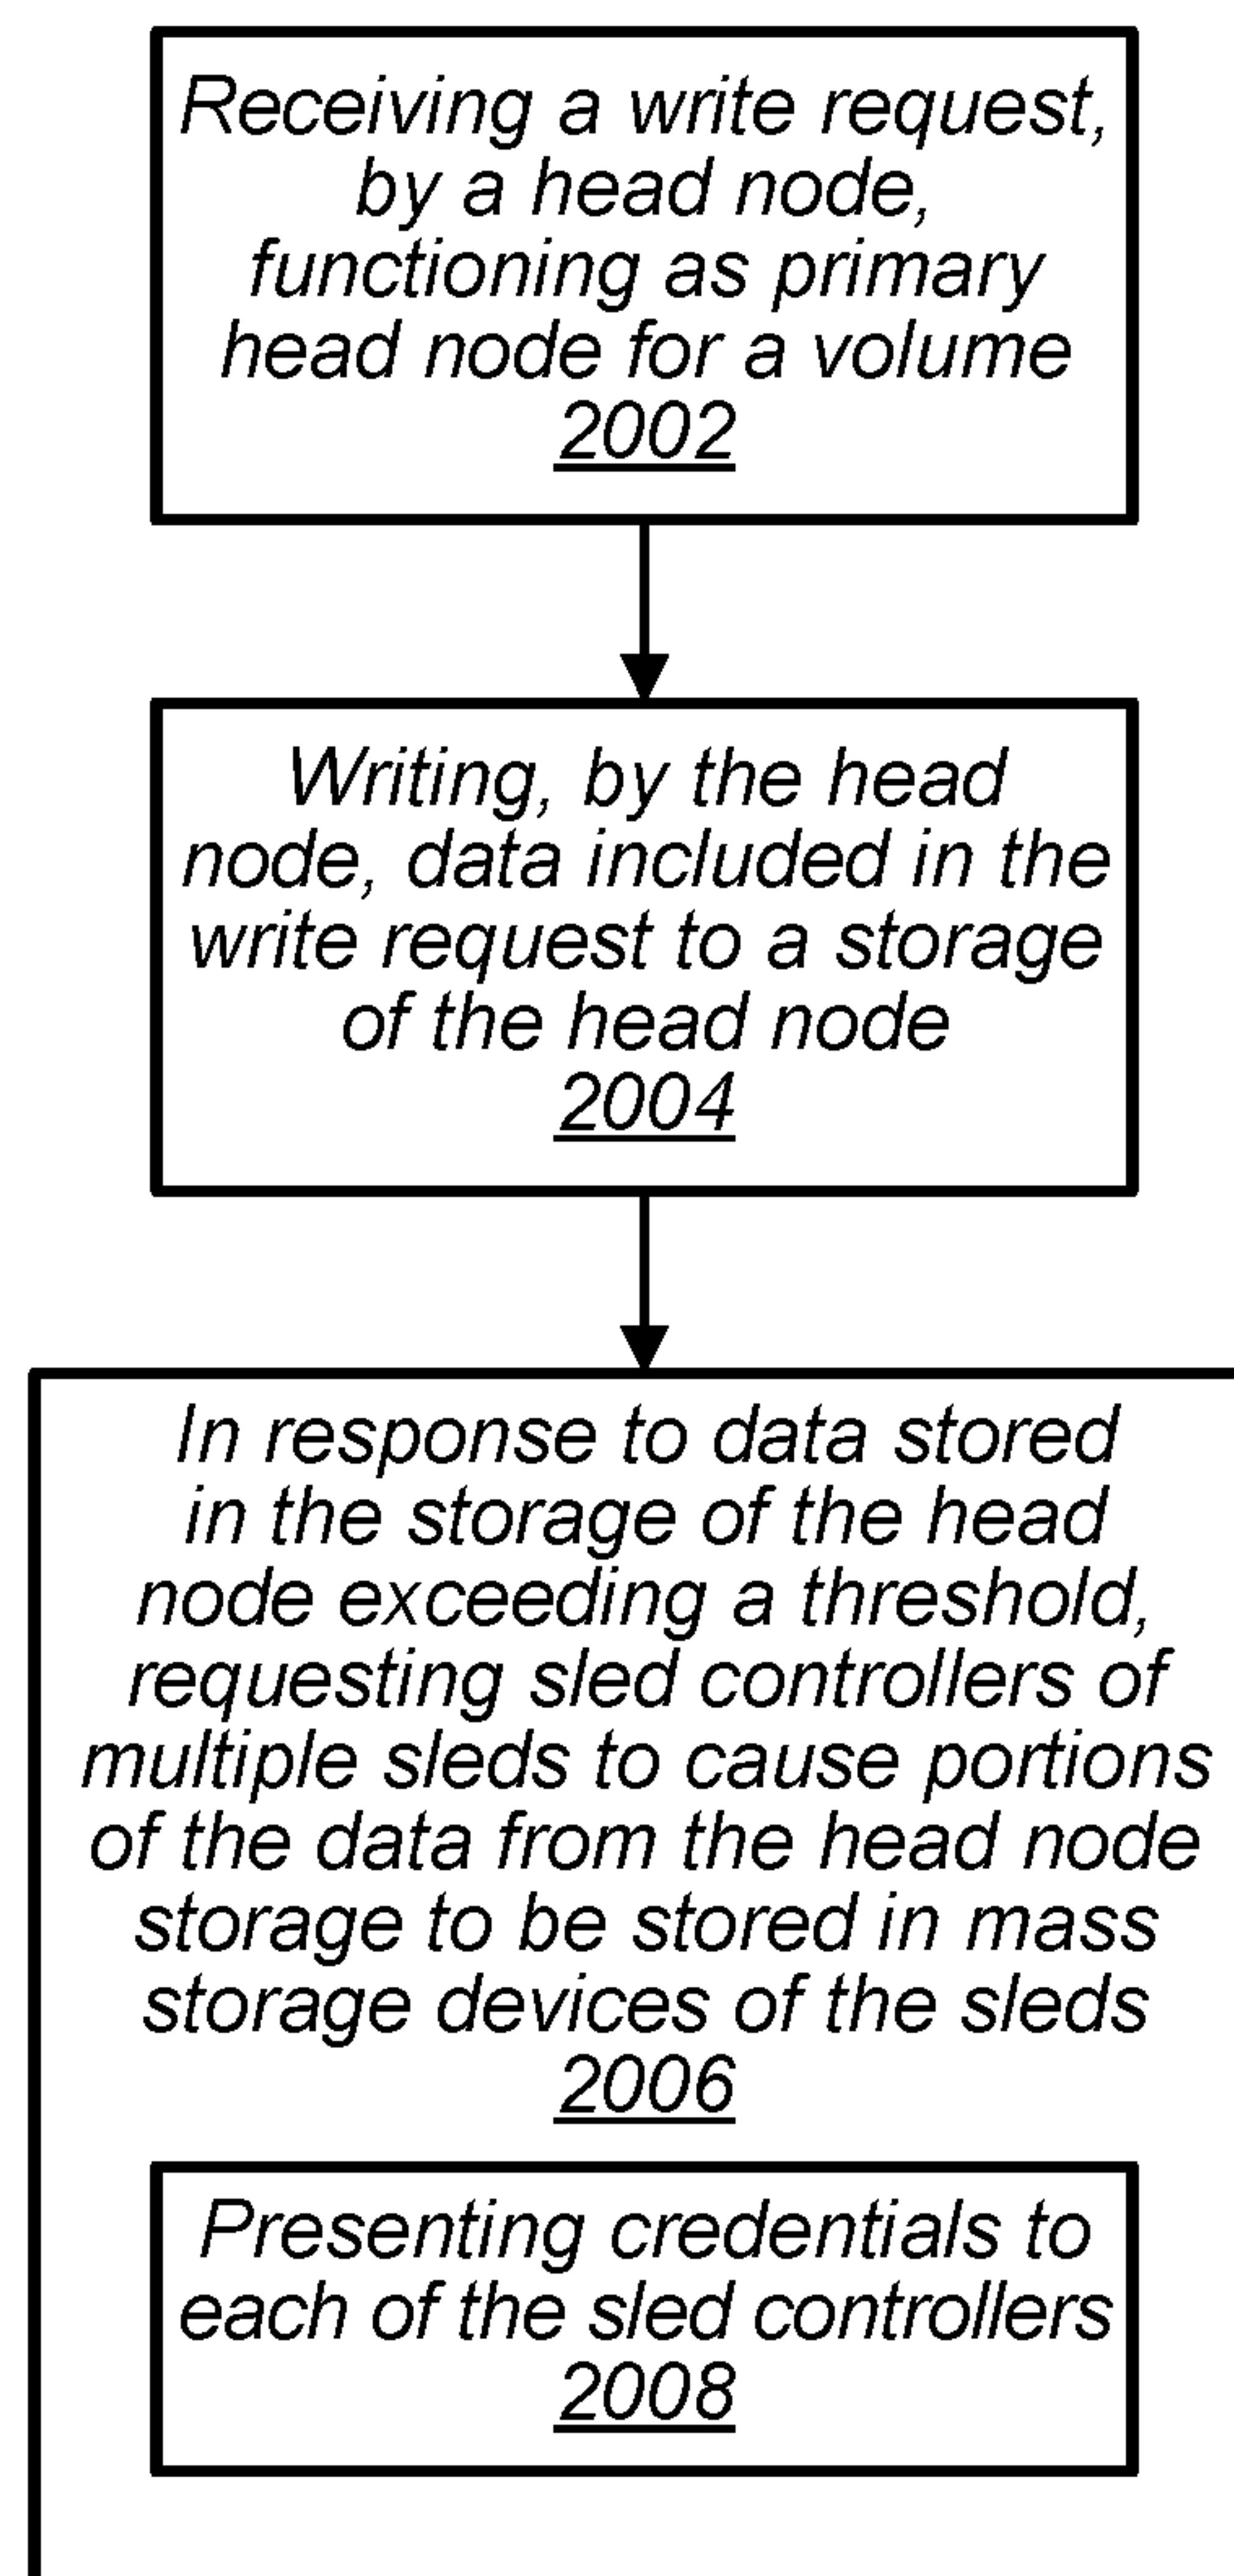 Receiving a write request,
by a head node,
functioning as primary
head node for a volume
2002
Writing, by the head
node, data included in the
write request to a storage
of the head node
2004
In response to data stored
in the storage of the head
node exceeding a threshold,
requesting sled controllers of
multiple sleds to cause portions
of the data from the head node
storage to be stored in mass
storage devices of the sleds
2006
Presenting credentials to
each of the sled controllers
2008